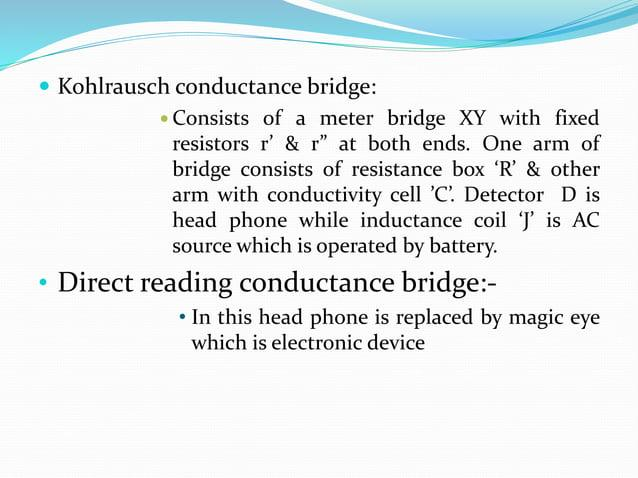 Kohlrausch conductance bridge:
Consists of a meter bridge XY with fixed
resistors r’ & r” at both ends. One arm of
bridge consists of resistance box ‘R’ & other
arm with conductivity cell ’C’. Detector D is
head phone while inductance coil ‘J’ is AC
source which is operated by battery.
Direct reading conductance bridge:-
In this head phone is replaced by magic eye
which is electronic device